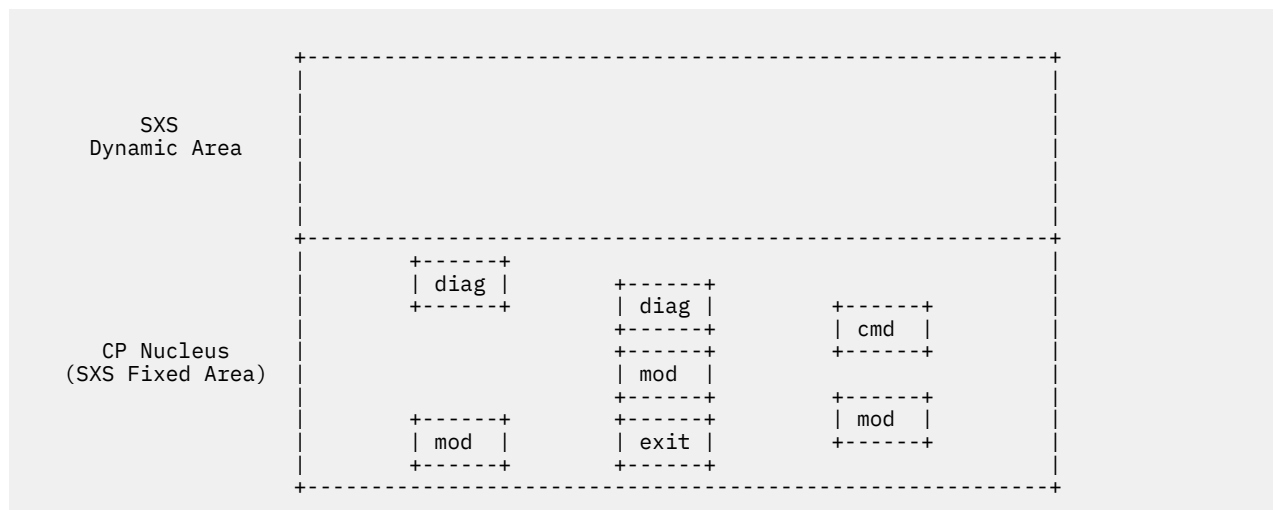 SXS
Dynamic Area
diag
diag
cmd
CP Nucleus
(SXS Fixed Area)
mod
mod
mod
exit